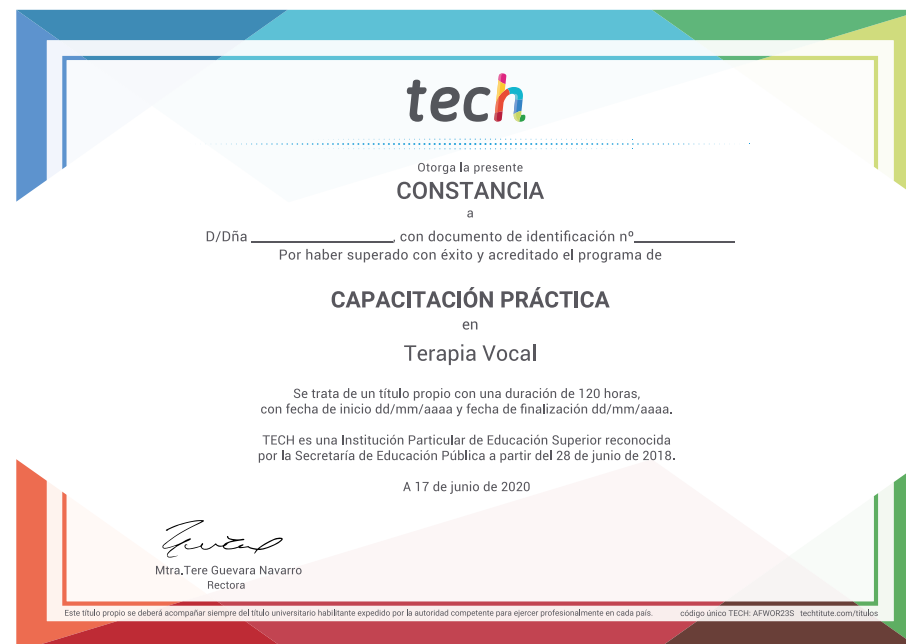 tech
Otorga la presente
CONSTANCIA
a
D/Dña ____________________, con documento de identificación nº______________
Por haber superado con éxito y acreditado el programa de
CAPACITACIÓN PRÁCTICA
en
Terapia Vocal
Se trata de un título propio con una duración de 120 horas,
con fecha de inicio dd/mm/aaaa y fecha de finalización dd/mm/aaaa.
TECH es una Institución Particular de Educación Superior reconocida
por la Secretaría de Educación Pública a partir del 28 de junio de 2018.
A 17 de junio de 2020
Mtra.Tere Guevara Navarro
Rectora
Este título propio se deberá acompañar siempre del título universitario habilitante expedido por la autoridad competente para ejercer profesionalmente en cada país. código único TECH: AFWOR23S techtitute.com/titulos